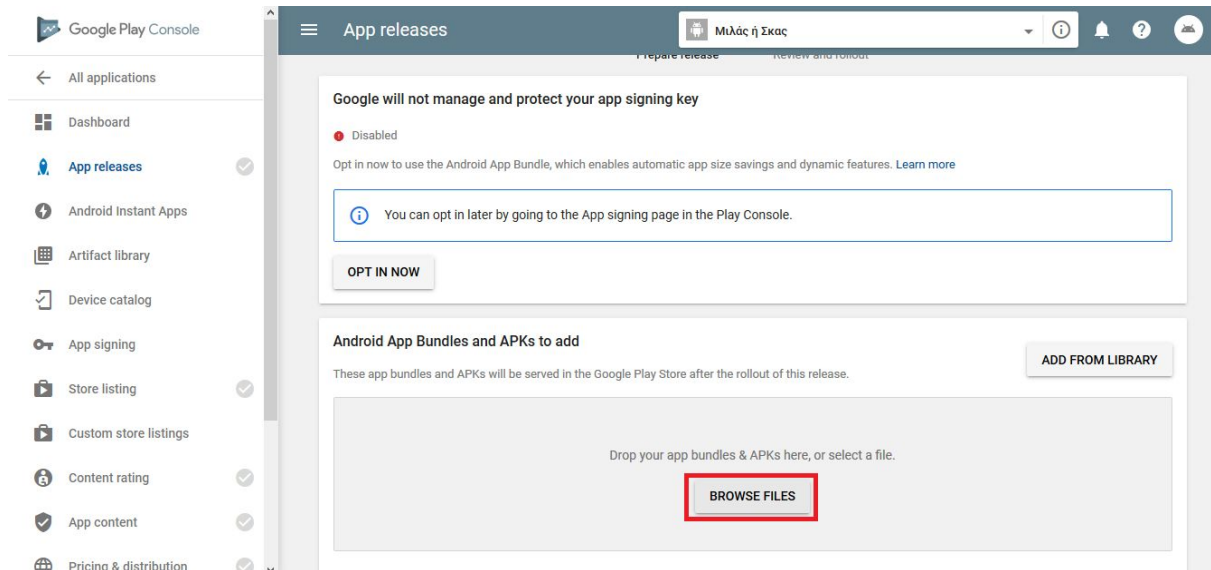 Google Play Console
All applications
Dashboard
App releases
Android Instant Apps
Artifact library
Device catalog
App signing
Store listing
Custom store listings
Content rating
App content
Pricing & distribution
App releases
Μιλάς ή Σκας
Prepare release Review and rollout
Google will not manage and protect your app signing key
Disabled
Opt in now to use the Android App Bundle, which enables automatic app size savings and dynamic features. Learn more
You can opt in later by going to the App signing page in the Play Console.
OPT IN NOW
Android App Bundles and APKs to add
These app bundles and APKs will be served in the Google Play Store after the rollout of this release.
ADD FROM LIBRARY
Drop your app bundles & APKs here, or select a file.
BROWSE FILES